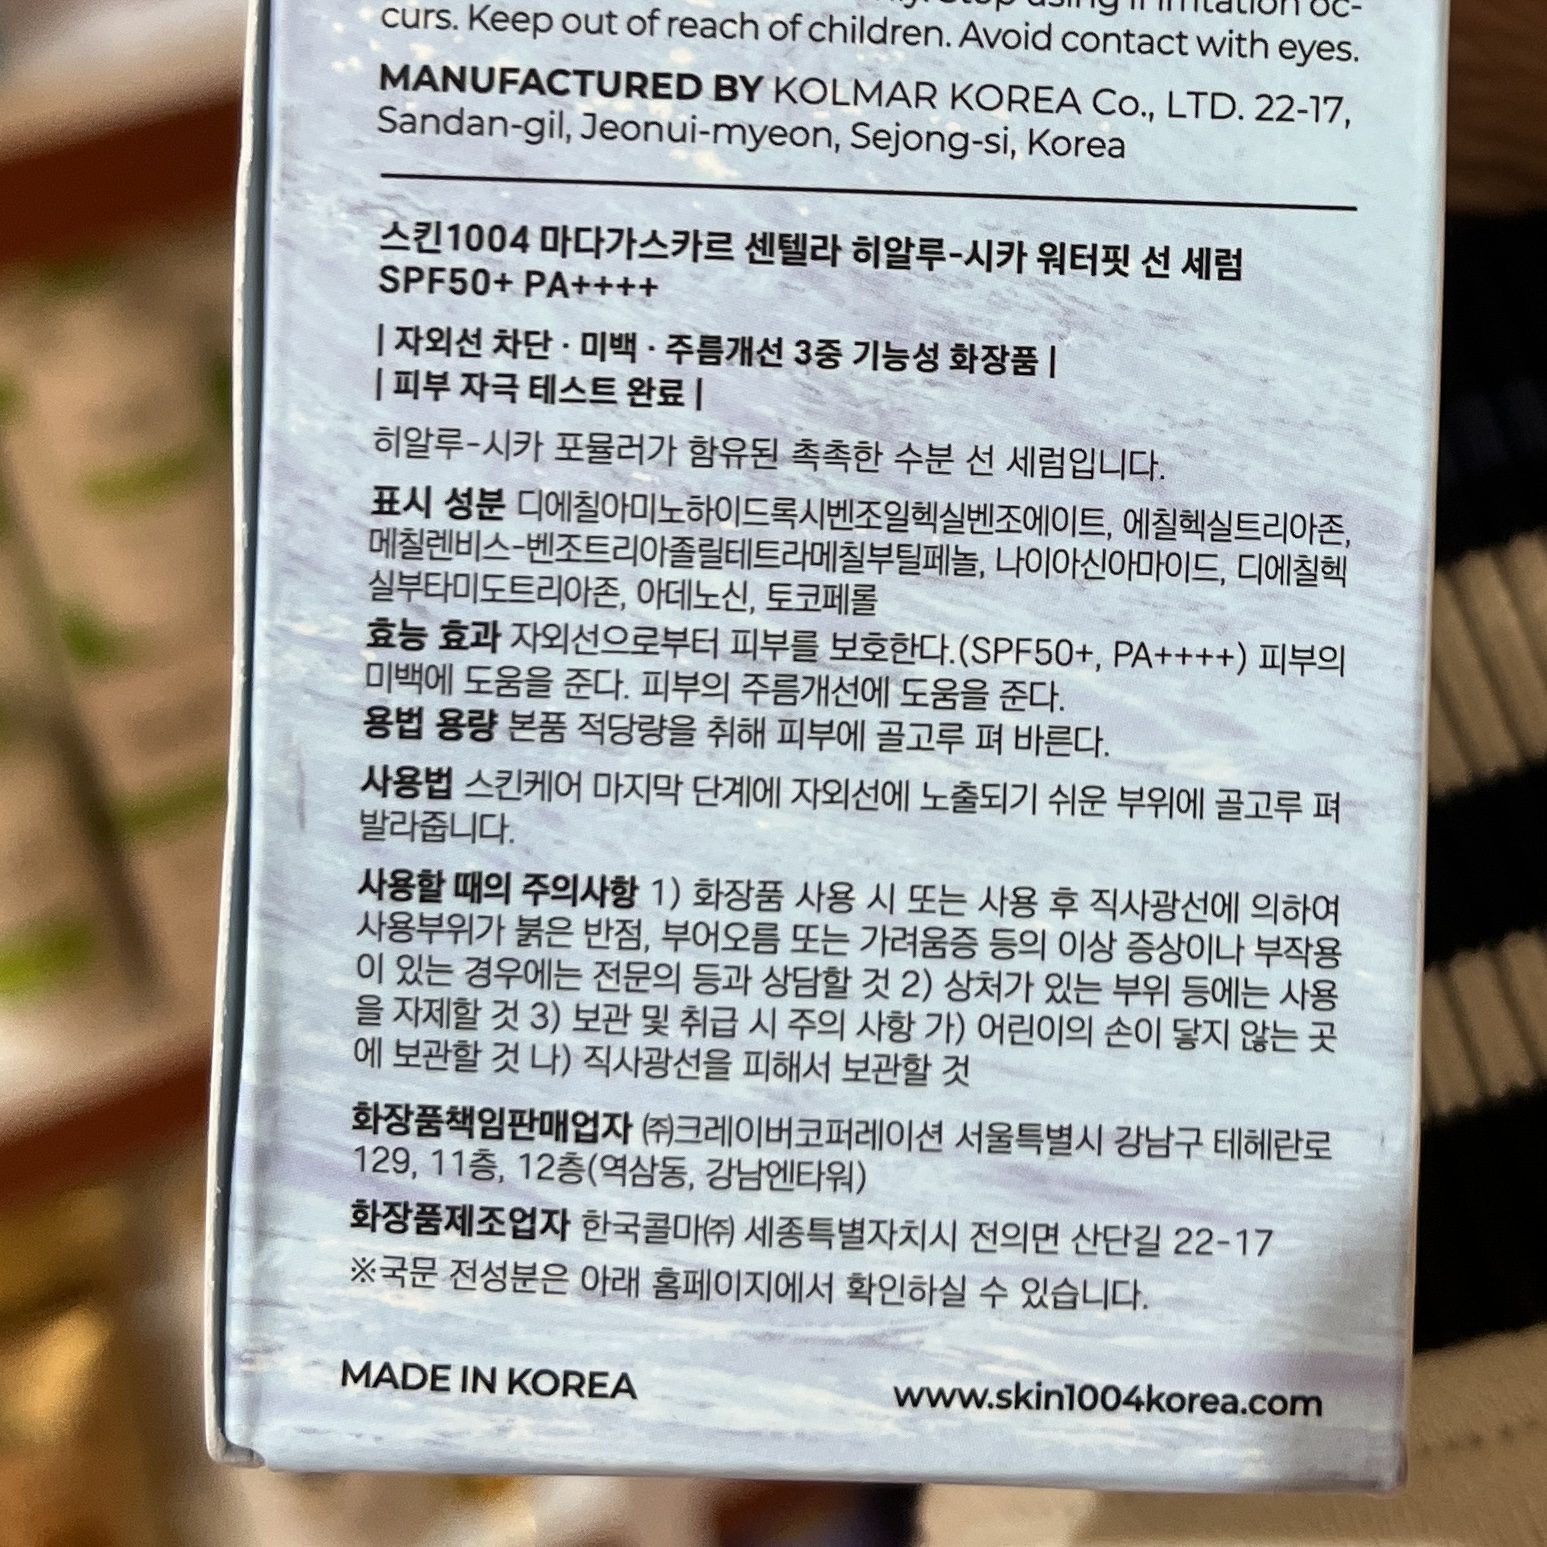 using if irritation oc-
curs. Keep out of reach of children. Avoid contact with eyes.
MANUFACTURED BY KOLMAR KOREA Co., LTD. 22-17,
Sandan-gil, Jeonui-myeon, Sejong-si, Korea
스킨1004 마다가스카르 센텔라 히알루-시카 워터핏 선 세럼
SPF50+ PA++++
| 자외선 차단 · 미백 · 주름개선 3중 기능성 화장품 |
| 피부 자극 테스트 완료 |
히알루-시카 포뮬러가 함유된 촉촉한 수분 선 세럼입니다.
표시 성분 디에칠아미노하이드록시벤조일헥실벤조에이트, 에칠헥실트리아존,
메칠렌비스-벤조트리아졸릴테트라메칠부틸페놀, 나이아신아마이드, 디에칠헥
실부타미도트리아존, 아데노신, 토코페롤
효능 효과 자외선으로부터 피부를 보호한다.(SPF50+, PA++++) 피부의
미백에 도움을 준다. 피부의 주름개선에 도움을 준다.
용법 용량 본품 적당량을 취해 피부에 골고루 펴 바른다.
사용법 스킨케어 마지막 단계에 자외선에 노출되기 쉬운 부위에 골고루 펴
발라줍니다.
사용할 때의 주의사항 1) 화장품 사용 시 또는 사용 후 직사광선에 의하여
사용부위가 붉은 반점, 부어오름 또는 가려움증 등의 이상 증상이나 부작용
이 있는 경우에는 전문의 등과 상담할 것 2) 상처가 있는 부위 등에는 사용
을 자제할 것 3) 보관 및 취급 시 주의 사항 가) 어린이의 손이 닿지 않는 곳
에 보관할 것 나) 직사광선을 피해서 보관할 것
화장품책임판매업자 ㈜크레이버코퍼레이션 서울특별시 강남구 테헤란로
129, 11층, 12층(역삼동, 강남엔타워)
화장품제조업자 한국콜마㈜ 세종특별자치시 전의면 산단길 22-17
※국문 전성분은 아래 홈페이지에서 확인하실 수 있습니다.
MADE IN KOREA
www.skin1004korea.com